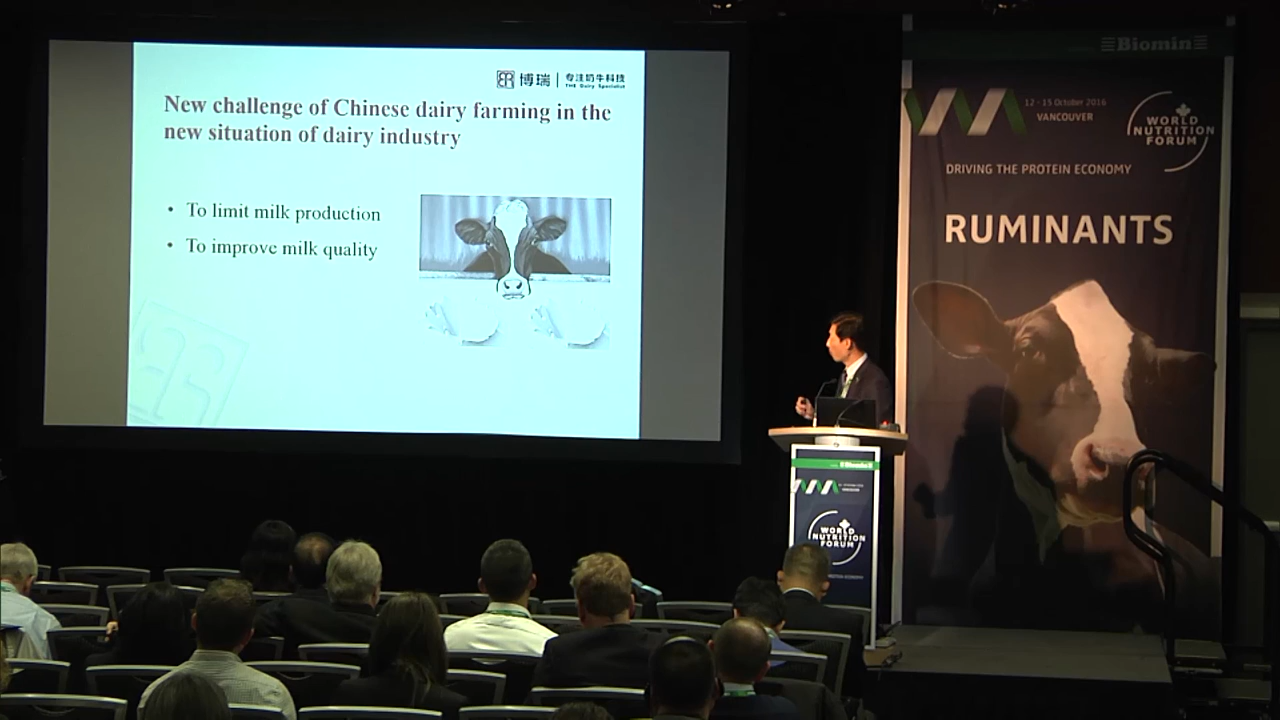 博瑞 专注奶牛科技
THE Dairy Specialist
New challenge of Chinese dairy farming in the
new situation of dairy industry
• To limit milk production
• To improve milk quality
Biomin
12 - 15 October 2016
VANCOUVER
WORLD
NUTRITION
FORUM
DRIVING THE PROTEIN ECONOMY
RUMINANTS
Biomin
VANCOUVER
WORLD
NUTRITION
FORUM